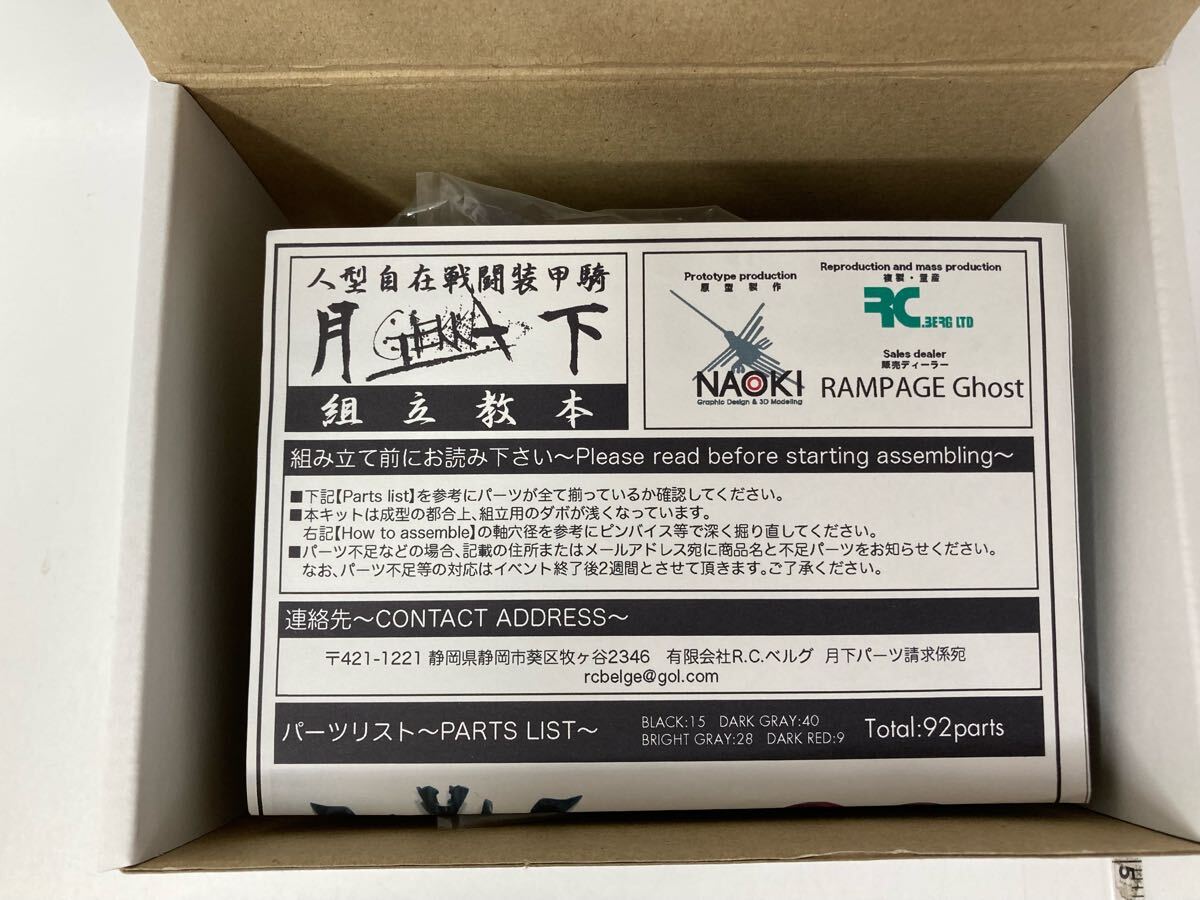 人型自在戦闘装甲騎
月 GEKKA 下
組立教本
Prototype production
原型製作
NAOKI
Graphic Design & 3D Modeling
Reproduction and mass production
複製・量産
RC.BERG LTD
Sales dealer
販売ディーラー
RAMPAGE Ghost
組み立て前にお読み下さい～Please read before starting assembling～
■下記【Parts list】を参考にパーツが全て揃っているか確認してください。
■本キットは成型の都合上、組立用のダボが浅くなっています。
右記【How to assemble】の軸穴径を参考にピンバイス等で深く掘り直してください。
■パーツ不足などの場合、記載の住所またはメールアドレス宛に商品名と不足パーツをお知らせください。
なお、パーツ不足等の対応はイベント終了後2週間とさせて頂きます。ご了承ください。
連絡先～CONTACT ADDRESS～
〒421-1221 静岡県静岡市葵区牧ヶ谷2346 有限会社R.C.ベルグ 月下パーツ請求係宛
rcbelge@gol.com
パーツリスト～PARTS LIST～
BLACK:15 DARK GRAY:40
BRIGHT GRAY:28 DARK RED:9
Total:92parts
5